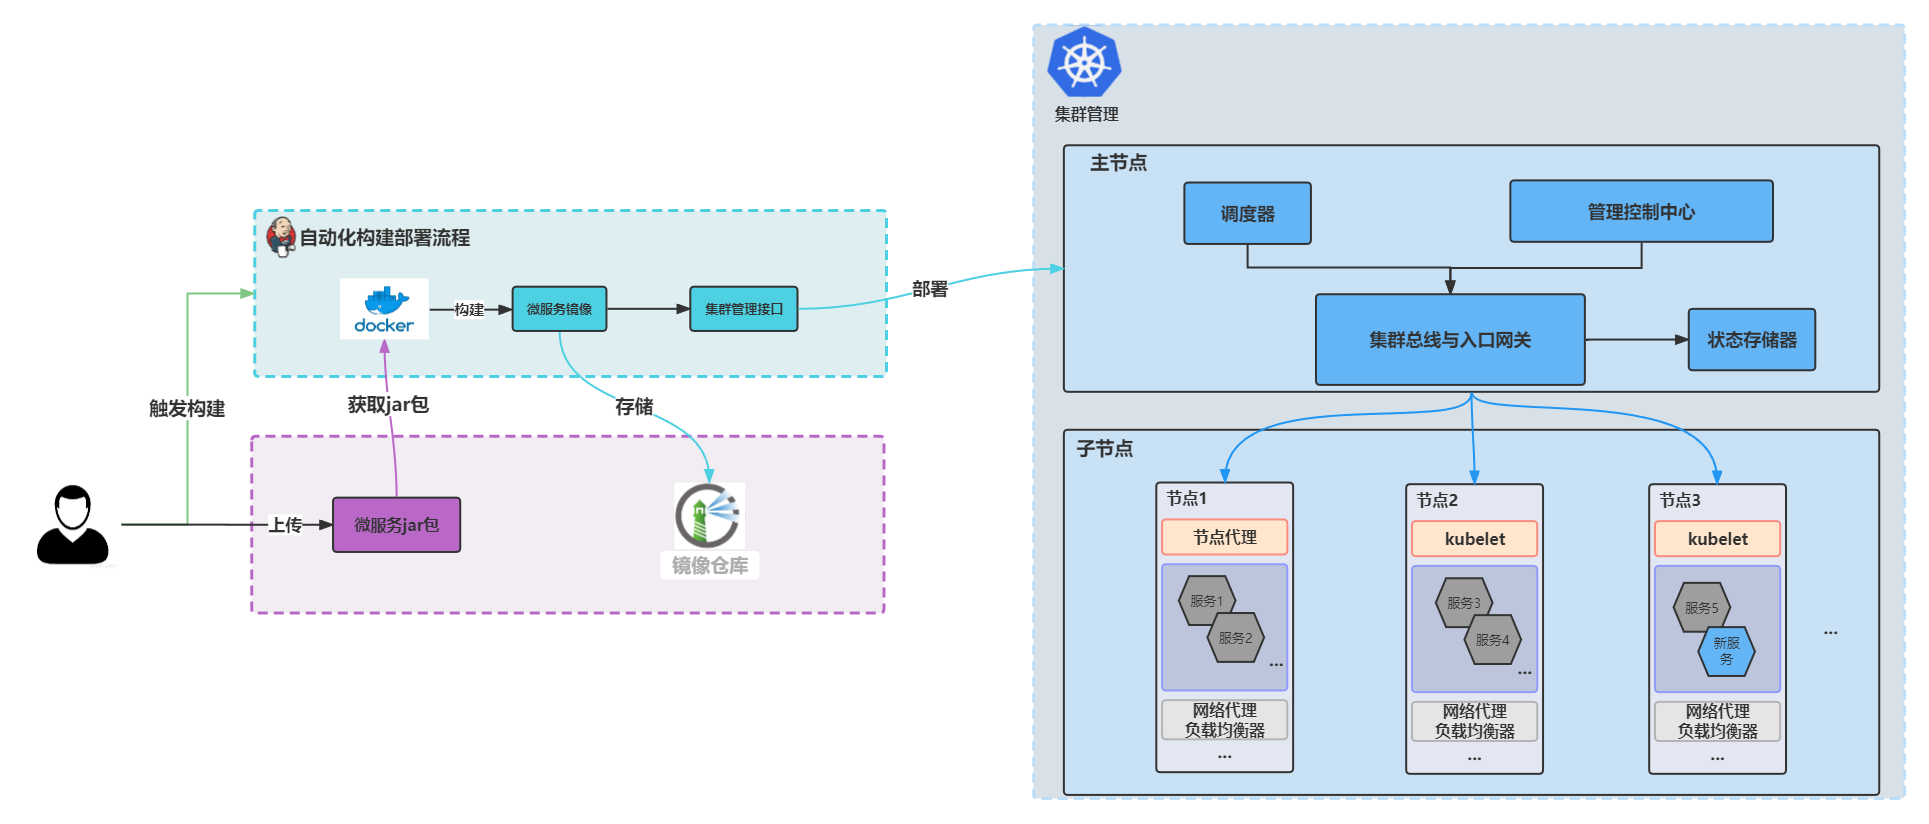 集群管理
主节点
调度器
管理控制中心
集群总线与入口网关
状态存储器
自动化构建部署流程
docker
构建
微服务镜像
集群管理接口
部署
触发构建
获取jar包
存储
上传
微服务jar包
镜像仓库
子节点
节点1
节点代理
服务1
服务2
...
网络代理
负载均衡器
...
节点2
kubelet
服务3
服务4
...
网络代理
负载均衡器
...
节点3
kubelet
服务5
新服
务
网络代理
负载均衡器
...
...